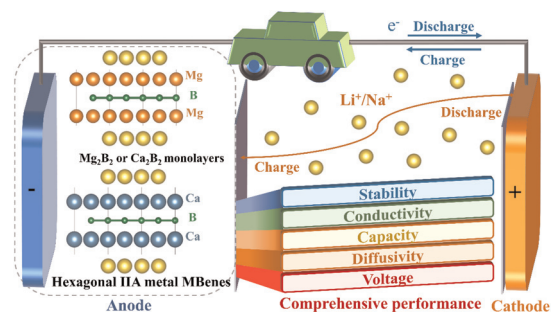 e⁻ Discharge
Charge
Mg
B
Mg
Mg₂B₂ or Ca₂B₂ monolayers
Ca
B
Ca
Hexagonal IIA metal MBenes
Anode
-
Li⁺/Na⁺
Discharge
Charge
Stability
Conductivity
Capacity
Diffusivity
Voltage
Comprehensive performance
+
Cathode